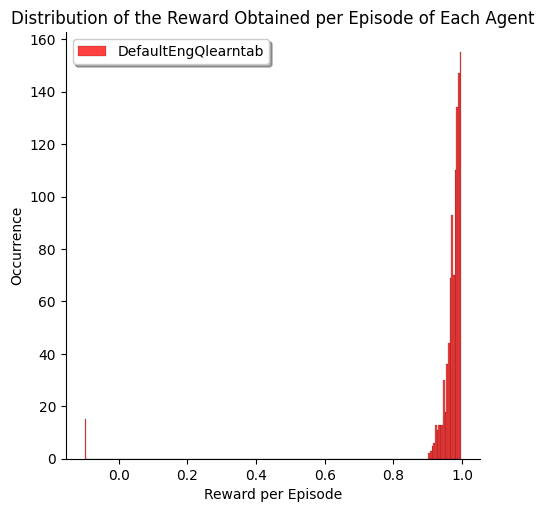 Distribution of the Reward Obtained per Episode of Each Agent
DefaultEngQlearntab
160
140
120
100
80
60
40
20
0
Occurrence
0.0 0.2 0.4 0.6 0.8 1.0
Reward per Episode